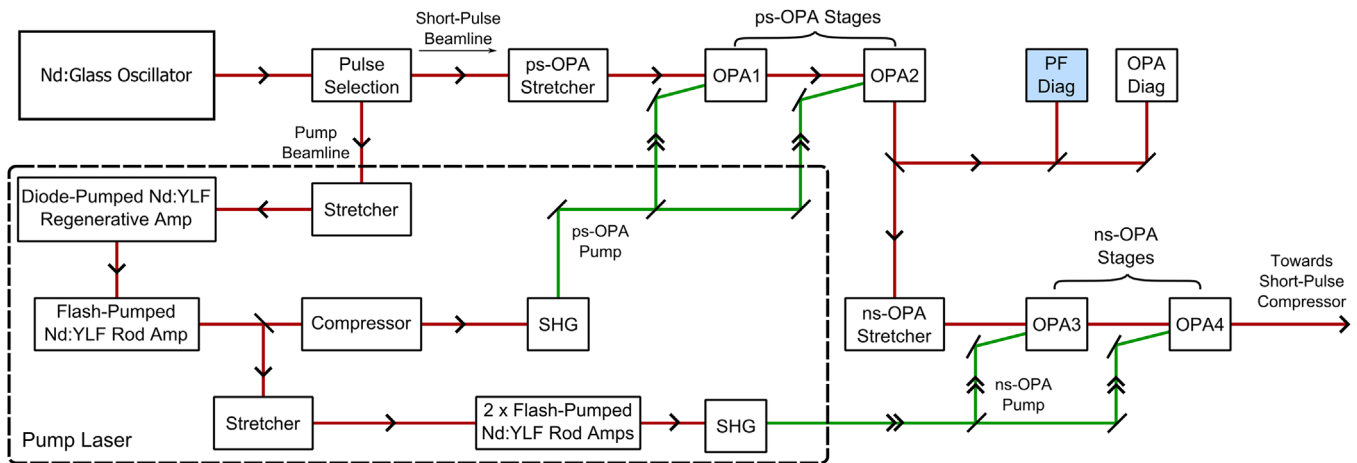 ps-OPA Stages
Short-Pulse
Beamline
Nd:Glass Oscillator
Pulse
Selection
ps-OPA
Stretcher
OPA1
OPA2
PF
Diag
OPA
Diag
Pump
Beamline
Diode-Pumped Nd:YLF
Regenerative Amp
Stretcher
ps-OPA
Pump
ns-OPA
Stages
Towards
Short-Pulse
Compressor
Flash-Pumped
Nd:YLF Rod Amp
Compressor
SHG
ns-OPA
Stretcher
OPA3
OPA4
ns-OPA
Pump
Stretcher
2 x Flash-Pumped
Nd:YLF Rod Amps
SHG
Pump Laser